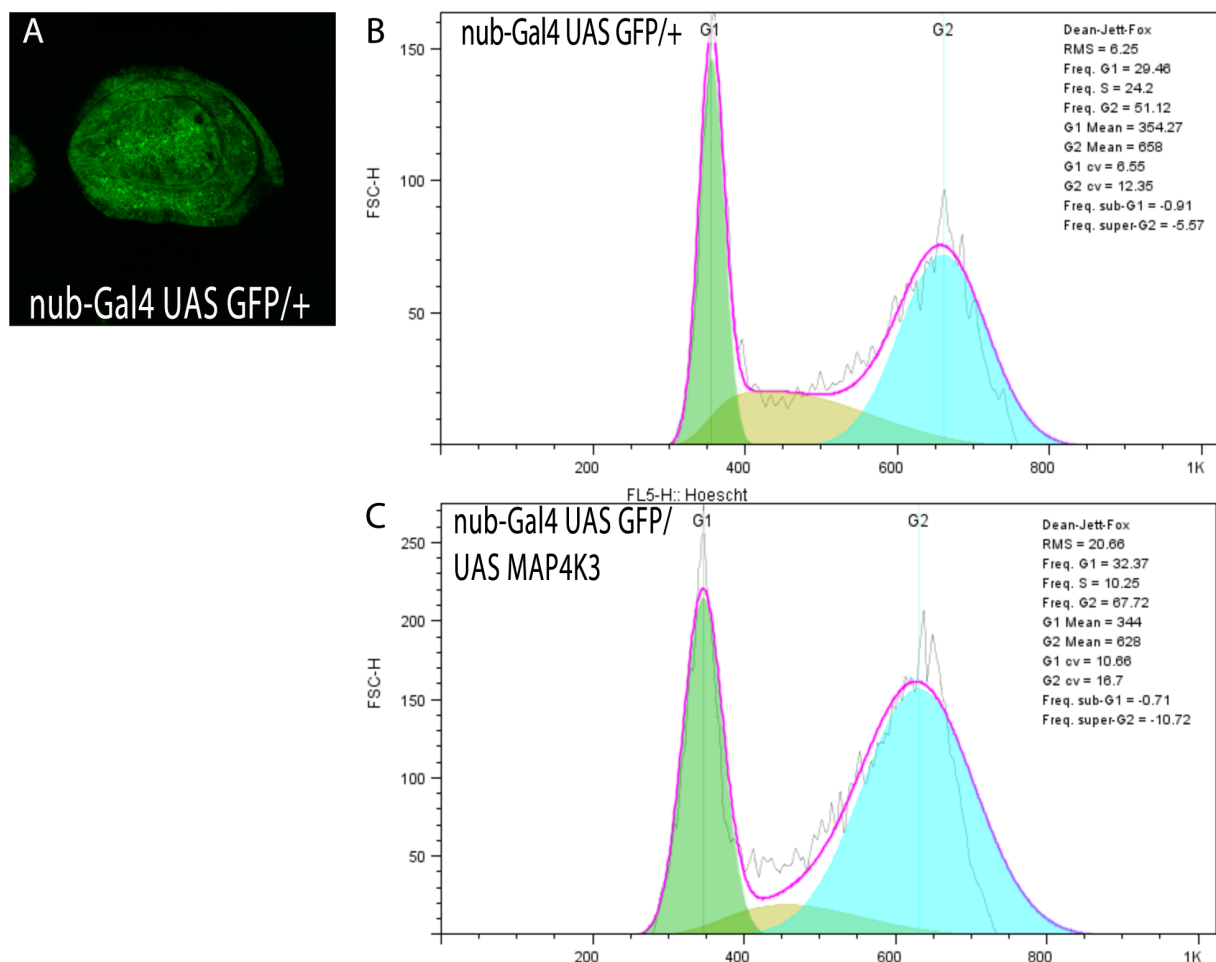 A
nub-Gal4 UAS GFP/+
B
nub-Gal4 UAS GFP/+
G1
G2
Dean-Jett-Fox
RMS = 6.25
Freq. G1 = 29.46
Freq. S = 24.2
Freq. G2 = 51.12
G1 Mean = 354.27
G2 Mean = 658
G1 cv = 6.55
G2 cv = 12.35
Freq. sub-G1 = -0.91
Freq. super-G2 = -5.57
150
100
50
FSC-H
200 400 600 800 1K
FL5-H:: Hoescht
C
nub-Gal4 UAS GFP/
UAS MAP4K3
G1
G2
Dean-Jett-Fox
RMS = 20.66
Freq. G1 = 32.37
Freq. S = 10.25
Freq. G2 = 67.72
G1 Mean = 344
G2 Mean = 628
G1 cv = 10.66
G2 cv = 16.7
Freq. sub-G1 = -0.71
Freq. super-G2 = -10.72
250
200
150
100
50
FSC-H
200 400 600 800 1K